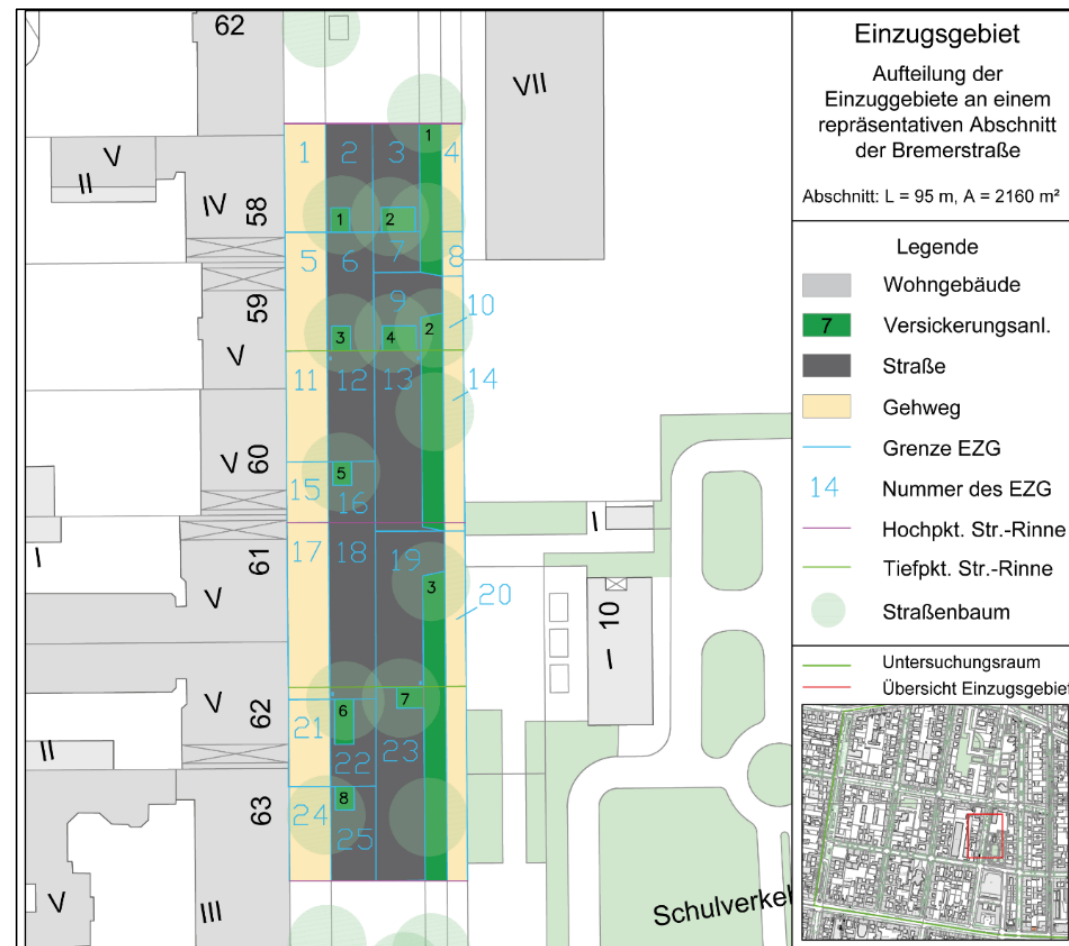 62
VII
V
II
IV
58
1
2
3
4
1
1
2
5
6
7
8
59
V
9
10
3
4
2
11
12
13
14
V
60
5
15
16
I
I
17
18
19
61
V
3
20
10
I
V
62
II
21
6
7
22
23
63
24
8
25
V
III
Schulverkeh
Einzugsgebiet
Aufteilung der
Einzuggebiete an einem
repräsentativen Abschnitt
der Bremerstraße
Abschnitt: L = 95 m, A = 2160 m²
Legende
Wohngebäude
7 Versickerungsanl.
Straße
Gehweg
Grenze EZG
14 Nummer des EZG
Hochpkt. Str.-Rinne
Tiefpkt. Str.-Rinne
Straßenbaum
Untersuchungsraum
Übersicht Einzugsgebiet